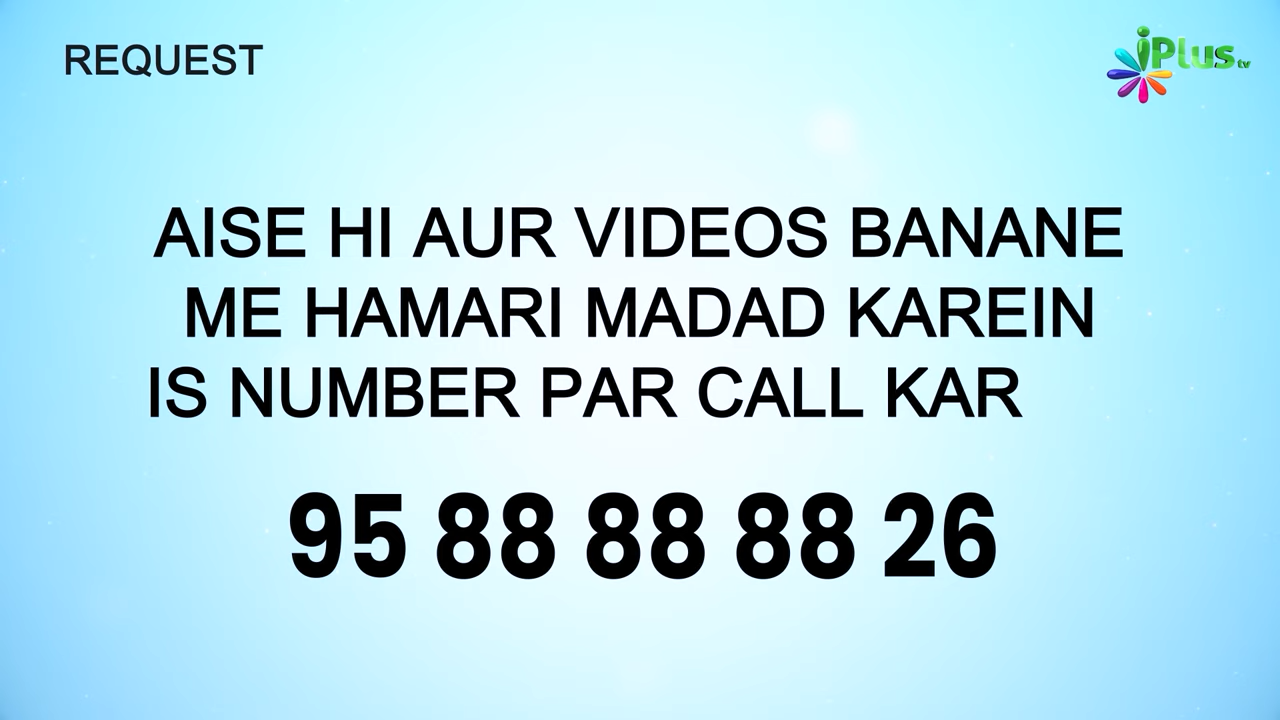 REQUEST
iPlus tv
AISE HI AUR VIDEOS BANANE
ME HAMARI MADAD KAREIN
IS NUMBER PAR CALL KAR
95 88 88 88 26